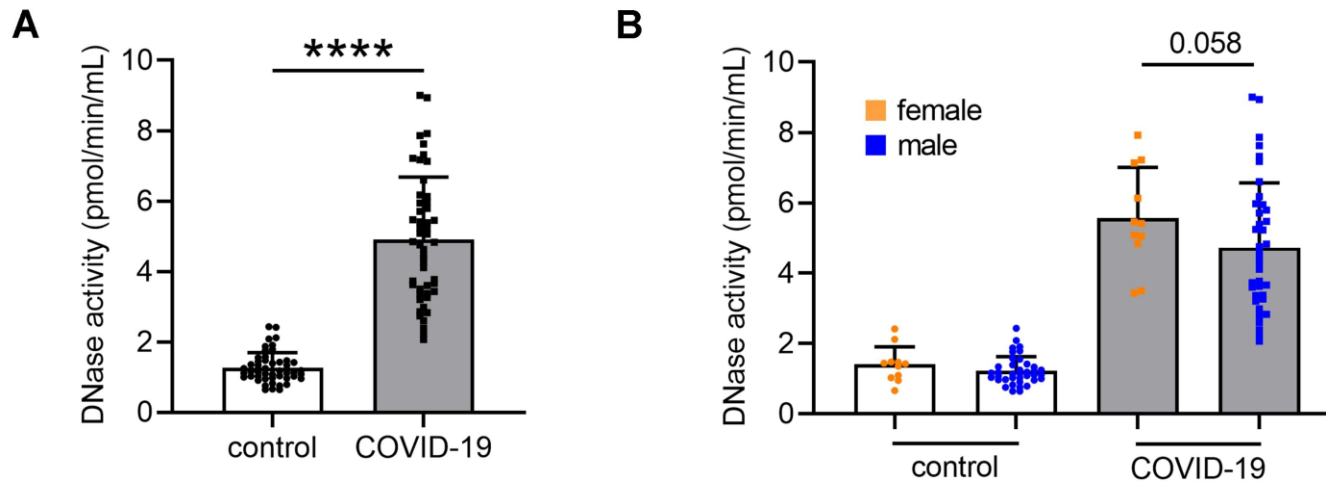 A
DNase activity (pmol/min/mL)
10
8
6
4
2
0
****
control
COVID-19
B
DNase activity (pmol/min/mL)
10
8
6
4
2
0
0.058
female
male
control
COVID-19